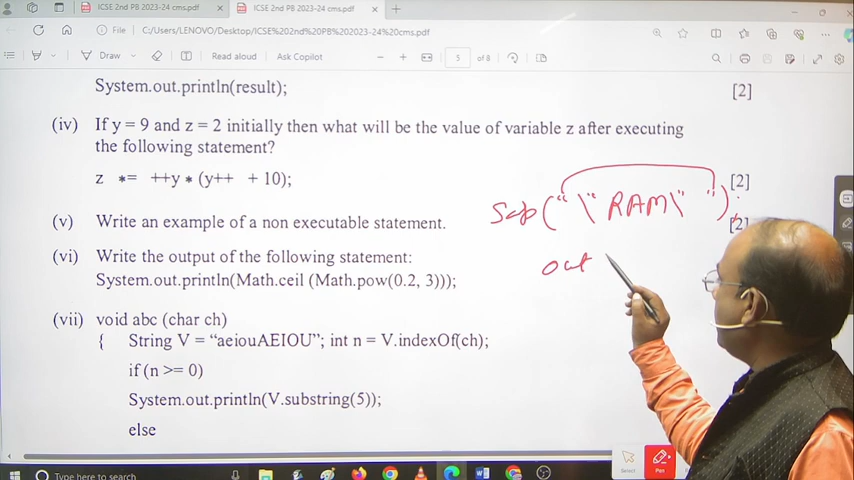 ICSE 2nd PB 2023-24 cms.pdf
ICSE 2nd PB 2023-24 cms.pdf
File
C:/Users/LENOVO/Desktop/ICSE%202nd%20PB%202023-24%20cms.pdf
Draw
Read aloud
Ask Copilot
5
of 8
System.out.println(result);
[2]
(iv) If y = 9 and z = 2 initially then what will be the value of variable z after executing
the following statement?
z *= ++y * (y++ + 10);
[2]
Sop("\"RAM\" ");
(v) Write an example of a non executable statement.
[2]
(vi) Write the output of the following statement:
out
System.out.println(Math.ceil (Math.pow(0.2, 3)));
(vii) void abc (char ch)
{ String V = “aeiouAEIOU”; int n = V.indexOf(ch);
if (n >= 0)
System.out.println(V.substring(5));
else
Select
Pen
Type here to search